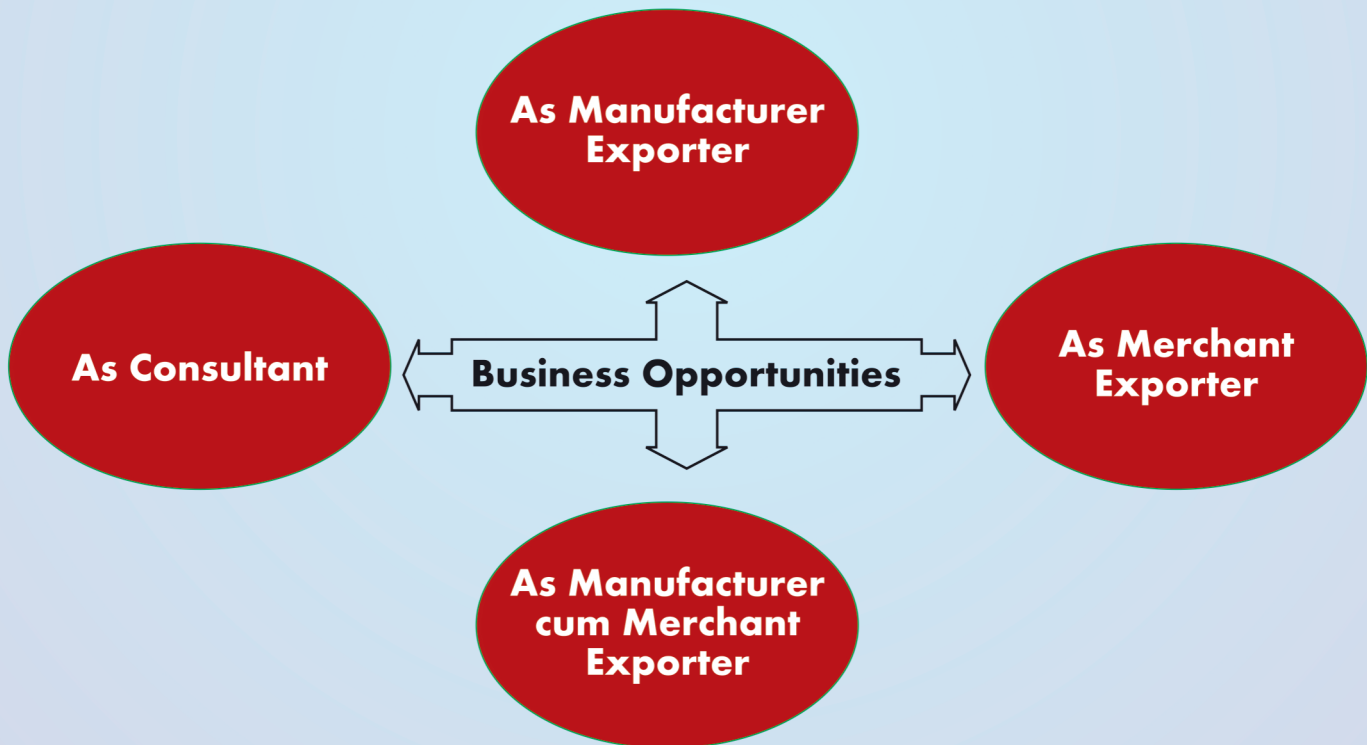 As Manufacturer
Exporter
As Consultant
Business Opportunities
As Merchant
Exporter
As Manufacturer
cum Merchant
Exporter